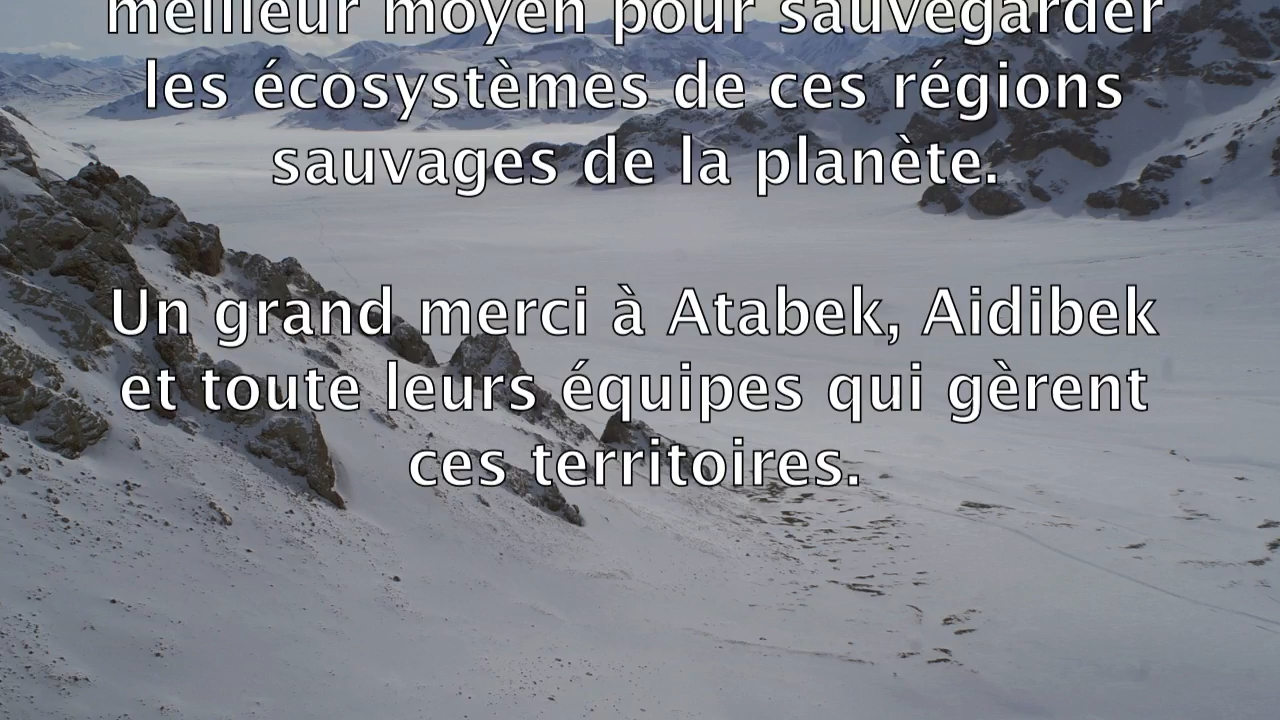 meilleur moyen pour sauvegarder
les écosystèmes de ces régions
sauvages de la planète.
Un grand merci à Atabek, Aidibek
et toute leurs équipes qui gèrent
ces territoires.